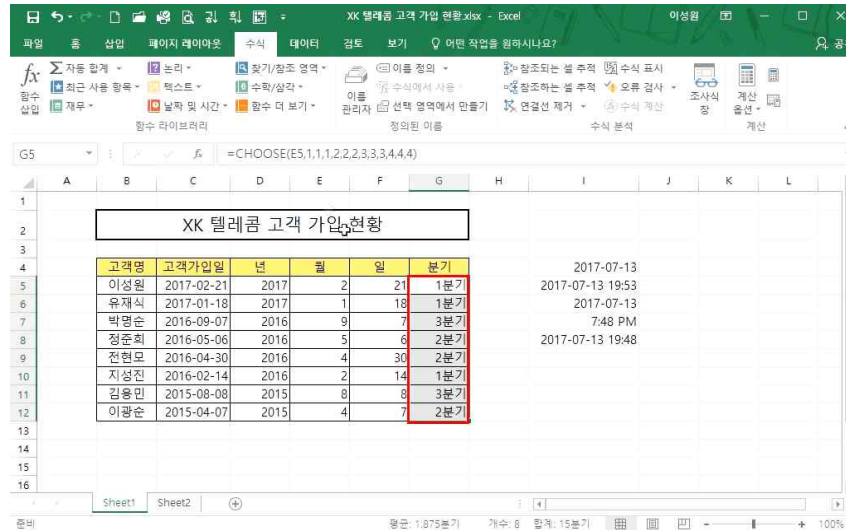 XK 텔레콤 고객 가입 현황.xlsx - Excel 이성원
파일 홈 삽입 페이지 레이아웃 수식 데이터 검토 보기 어떤 작업을 원하시나요?
fx 함수 삽입
자동 합계 논리 찾기/참조 영역
최근 사용 항목 텍스트 수학/삼각
재무 날짜 및 시간 함수 더 보기
이름 관리자
이름 정의
수식에서 사용
선택 영역에서 만들기
참조되는 셀 추적 수식 표시
참조하는 셀 추적 오류 검사
연결선 제거 수식 계산
조사식 창
계산 옵션
함수 라이브러리 정의된 이름 수식 분석 계산
G5 fx =CHOOSE(E5,1,1,1,2,2,2,3,3,3,4,4,4)
A B C D E F G H I J K L
1
2 XK 텔레콤 고객 가입 현황
3
4 고객명 고객가입일 년 월 일 분기 2017-07-13
5 이성원 2017-02-21 2017 2 21 1분기 2017-07-13 19:53
6 유재식 2017-01-18 2017 1 18 1분기 2017-07-13
7 박명순 2016-09-07 2016 9 7 3분기 7:48 PM
8 정준희 2016-05-06 2016 5 6 2분기 2017-07-13 19:48
9 전현모 2016-04-30 2016 4 30 2분기
10 지성진 2016-02-14 2016 2 14 1분기
11 김용민 2015-08-08 2015 8 8 3분기
12 이광순 2015-04-07 2015 4 7 2분기
13
14
15
16
Sheet1 Sheet2
준비 평균: 1.875분기 개수: 8 합계: 15분기 100%